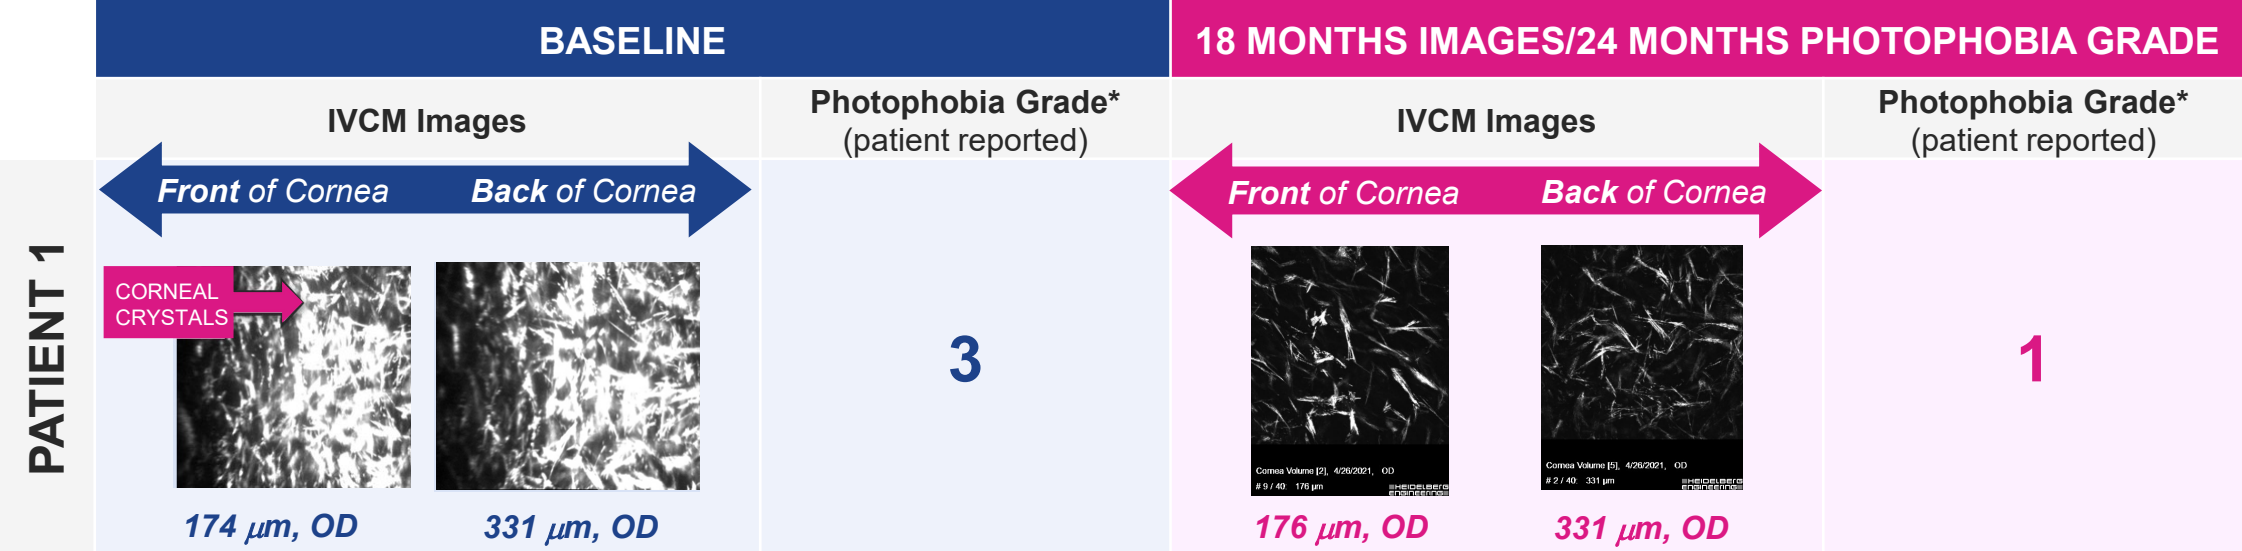 BASELINE
18 MONTHS IMAGES/24 MONTHS PHOTOPHOBIA GRADE
IVCM Images
Photophobia Grade*
(patient reported)
IVCM Images
Photophobia Grade*
(patient reported)
PATIENT 1
Front of Cornea
Back of Cornea
CORNEAL
CRYSTALS
174 μm, OD
331 μm, OD
3
Front of Cornea
Back of Cornea
Cornea Volume [2], 4/26/2021, OD
# 9 / 40: 176 μm
HEIDELBERG
ENGINEERING
Cornea Volume [5], 4/26/2021, OD
# 2 / 40: 331 μm
HEIDELBERG
ENGINEERING
176 μm, OD
331 μm, OD
1